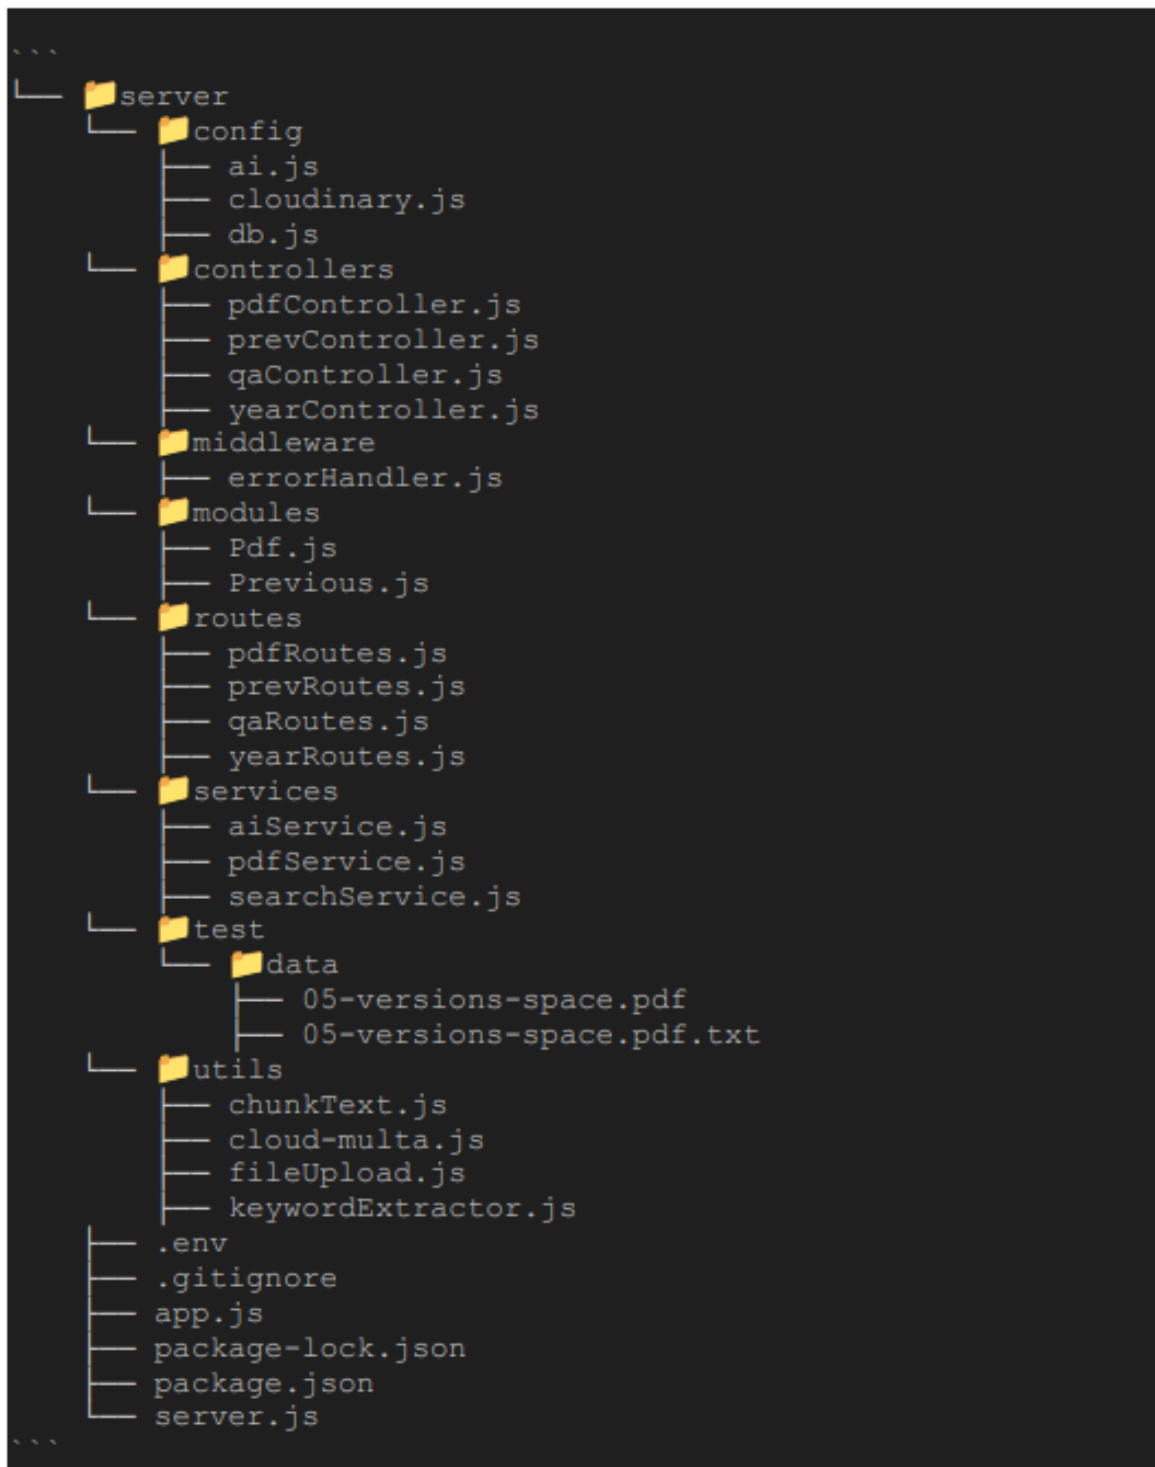 ```
└── 📁server
    └── 📁config
        ├── ai.js
        ├── cloudinary.js
        ├── db.js
    └── 📁controllers
        ├── pdfController.js
        ├── prevController.js
        ├── qaController.js
        ├── yearController.js
    └── 📁middleware
        ├── errorHandler.js
    └── 📁modules
        ├── Pdf.js
        ├── Previous.js
    └── 📁routes
        ├── pdfRoutes.js
        ├── prevRoutes.js
        ├── qaRoutes.js
        ├── yearRoutes.js
    └── 📁services
        ├── aiService.js
        ├── pdfService.js
        ├── searchService.js
    └── 📁test
        └── 📁data
            ├── 05-versions-space.pdf
            ├── 05-versions-space.pdf.txt
    └── 📁utils
        ├── chunkText.js
        ├── cloud-multa.js
        ├── fileUpload.js
        ├── keywordExtractor.js
    ├── .env
    ├── .gitignore
    ├── app.js
    ├── package-lock.json
    ├── package.json
    └── server.js
```